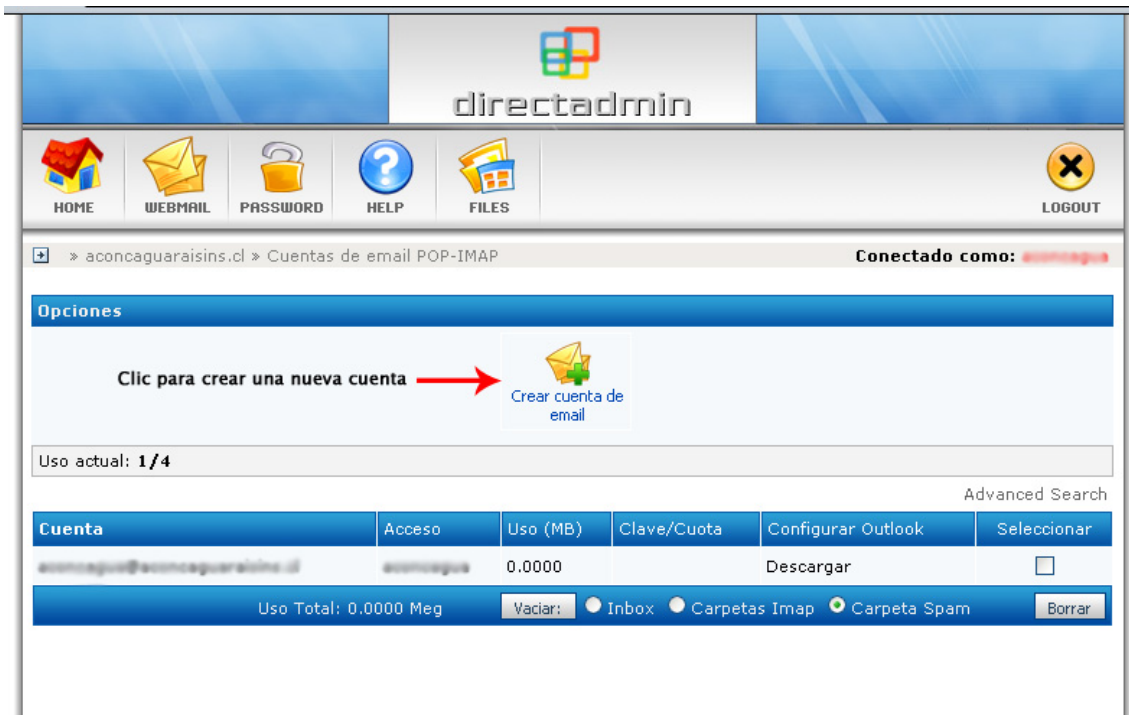 directadmin
HOME WEBMAIL PASSWORD HELP FILES LOGOUT
» aconcaguaraisins.cl » Cuentas de email POP-IMAP Conectado como:
Opciones
Clic para crear una nueva cuenta
Crear cuenta de
email
Uso actual: 1/4
Advanced Search
Cuenta Acceso Uso (MB) Clave/Cuota Configurar Outlook Seleccionar
0.0000 Descargar
Uso Total: 0.0000 Meg Vaciar: Inbox Carpetas Imap Carpeta Spam Borrar